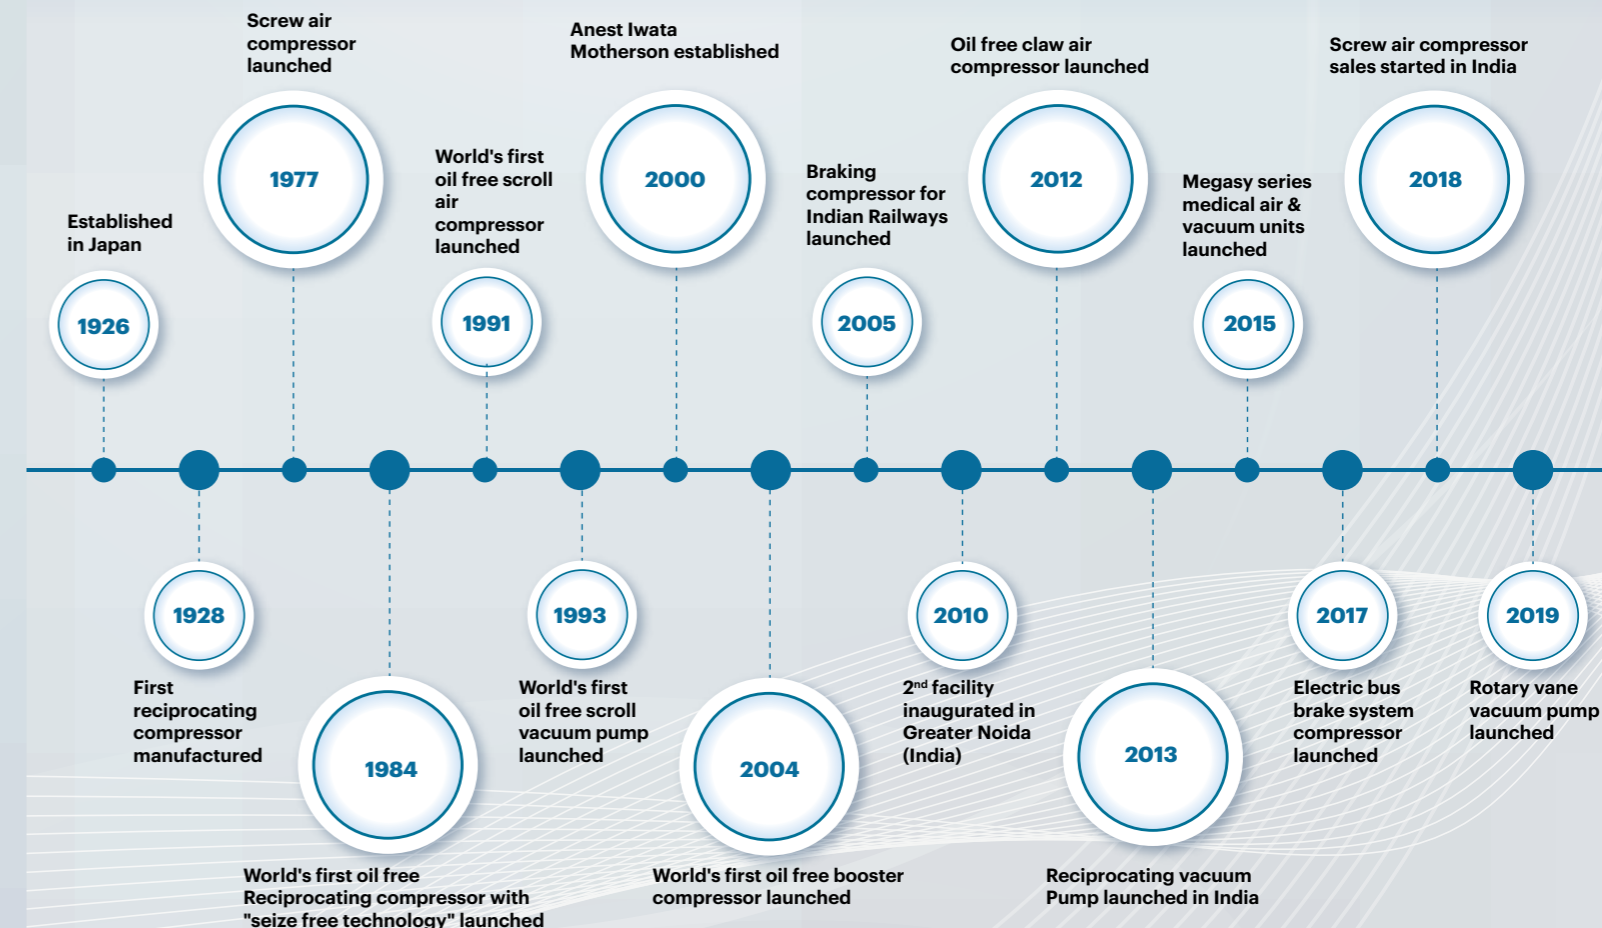 Established
in Japan
1926
First
reciprocating
compressor
manufactured
1928
Screw air
compressor
launched
1977
1984
World's first oil free
Reciprocating compressor with
"seize free technology" launched
World's first
oil free scroll
air
compressor
launched
1991
1993
World's first
oil free scroll
vacuum pump
launched
Anest Iwata
Motherson established
2000
2004
World's first oil free booster
compressor launched
Braking
compressor for
Indian Railways
launched
2005
2010
2nd facility
inaugurated in
Greater Noida
(India)
Oil free claw air
compressor launched
2012
2013
Reciprocating vacuum
Pump launched in India
Megasy series
medical air &
vacuum units
launched
2015
2017
Electric bus
brake system
compressor
launched
Screw air compressor
sales started in India
2018
2019
Rotary vane
vacuum pump
launched